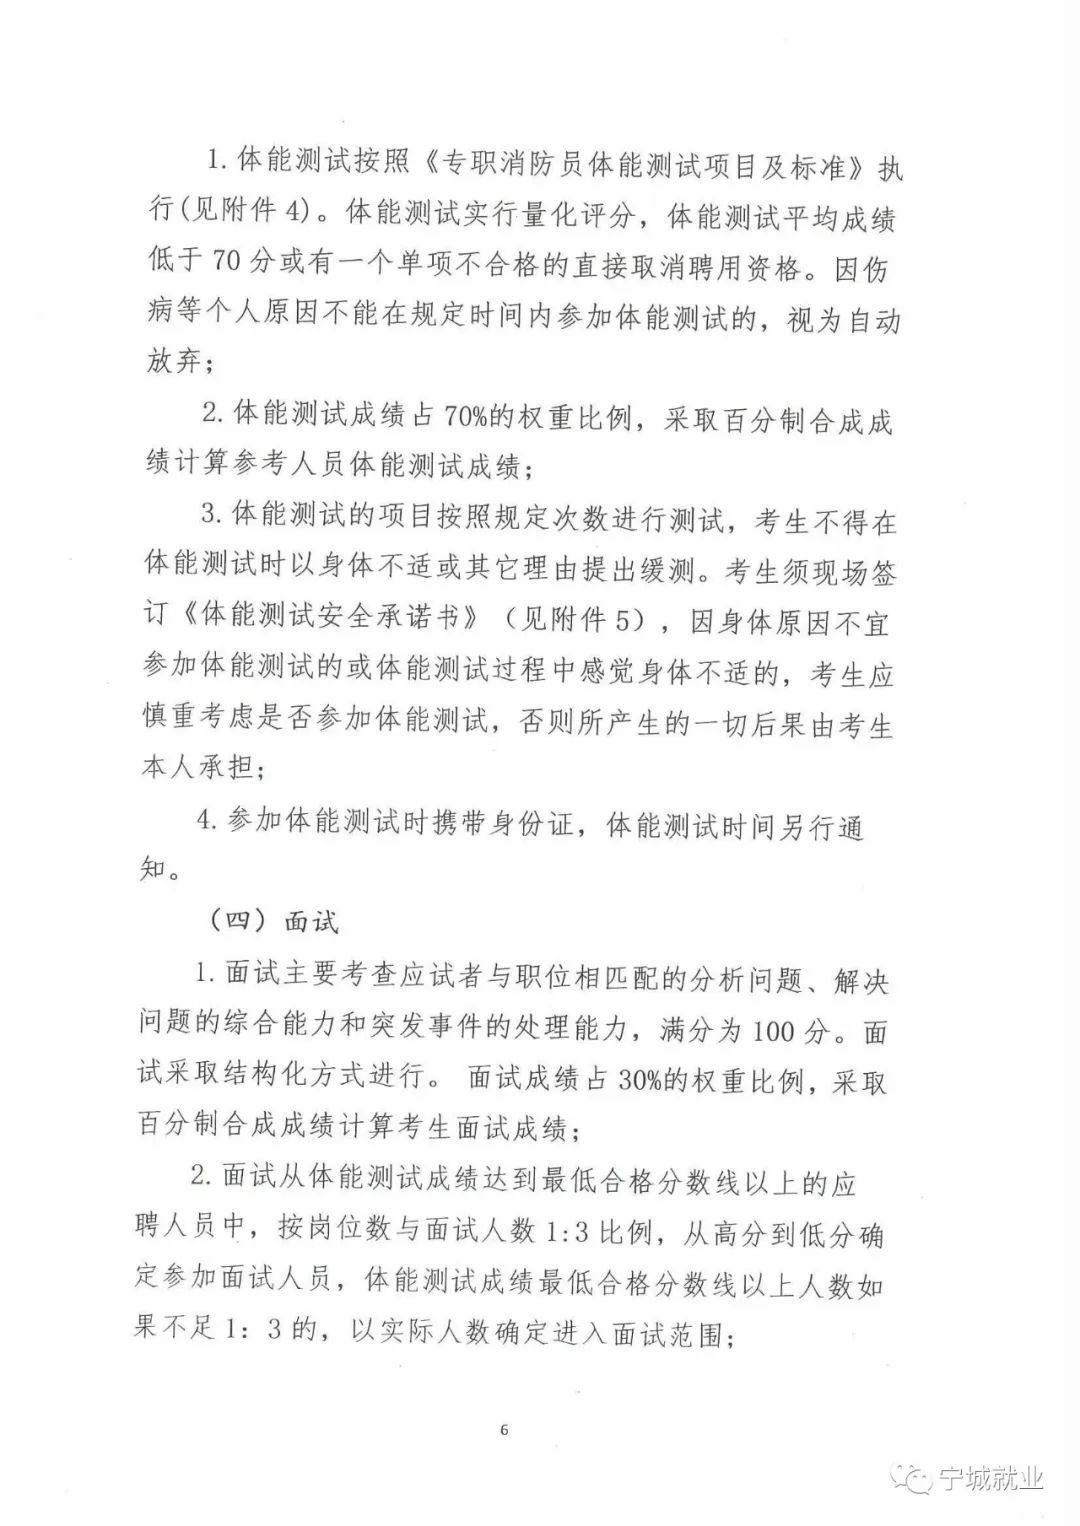 1.体能测试按照《专职消防员体能测试项目及标准》执
行(见附件4)。体能测试实行量化评分，体能测试平均成绩
低于70分或有一个单项不合格的直接取消聘用资格。因伤
病等个人原因不能在规定时间内参加体能测试的，视为自动
放弃；
2.体能测试成绩占70%的权重比例，采取百分制合成成
绩计算参考人员体能测试成绩；
3.体能测试的项目按照规定次数进行测试，考生不得在
体能测试时以身体不适或其它理由提出缓测。考生须现场签
订《体能测试安全承诺书》（见附件5），因身体原因不宜
参加体能测试的或体能测试过程中感觉身体不适的，考生应
慎重考虑是否参加体能测试，否则所产生的一切后果由考生
本人承担；
4.参加体能测试时携带身份证，体能测试时间另行通
知。
（四）面试
1.面试主要考查应试者与职位相匹配的分析问题、解决
问题的综合能力和突发事件的处理能力，满分为100分。面
试采取结构化方式进行。 面试成绩占30%的权重比例，采取
百分制合成成绩计算考生面试成绩；
2.面试从体能测试成绩达到最低合格分数线以上的应
聘人员中，按岗位数与面试人数1:3比例，从高分到低分确
定参加面试人员，体能测试成绩最低合格分数线以上人数如
果不足1：3的，以实际人数确定进入面试范围；
6
宁城就业